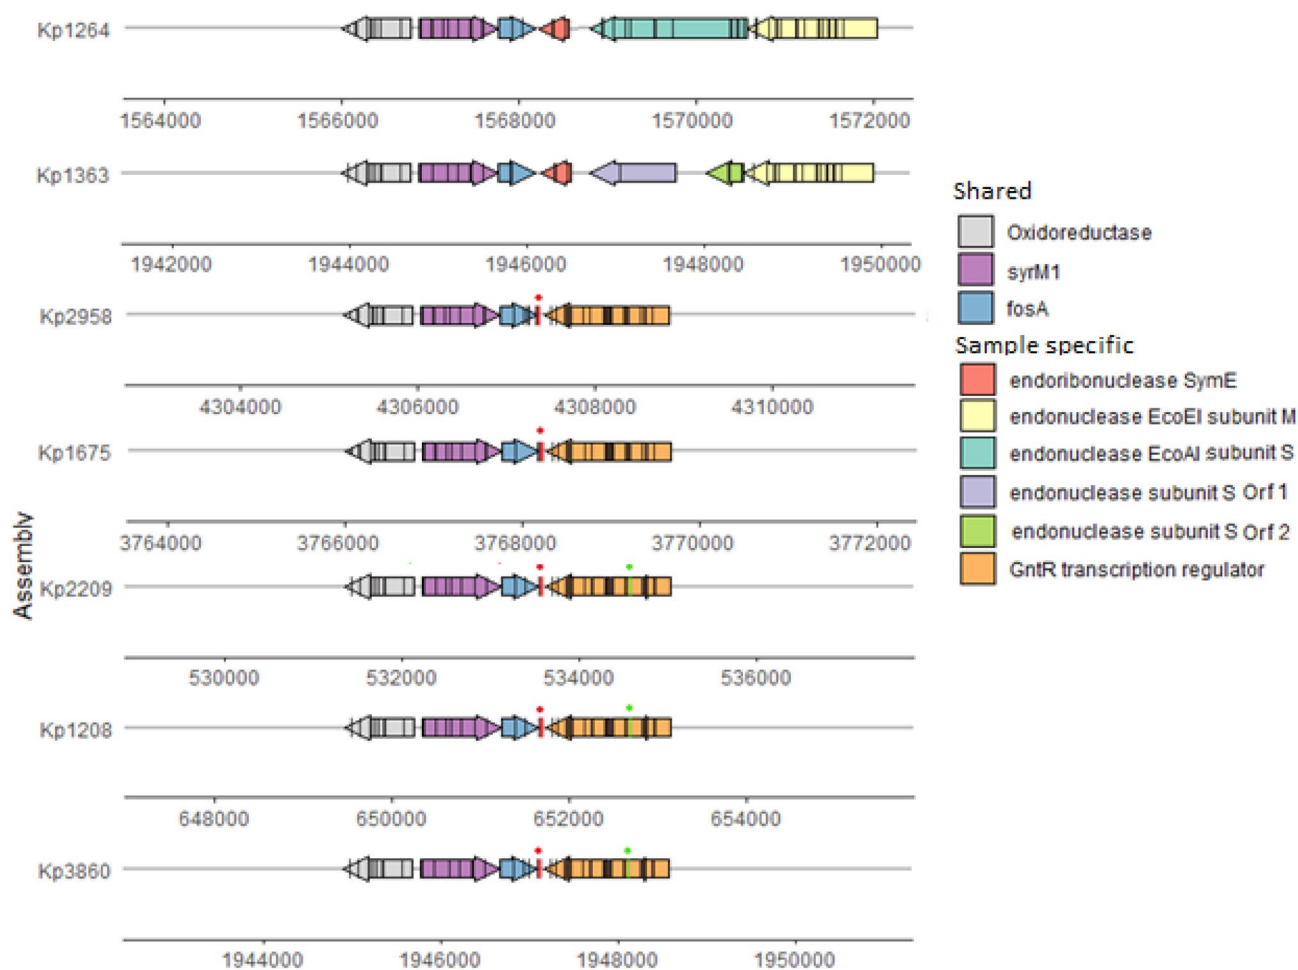 Kp1264
1564000 1566000 1568000 1570000 1572000
Kp1363
1942000 1944000 1946000 1948000 1950000
Kp2958
4304000 4306000 4308000 4310000
Kp1675
3764000 3766000 3768000 3770000 3772000
Kp2209
530000 532000 534000 536000
Kp1208
648000 650000 652000 654000
Kp3860
1944000 1946000 1948000 1950000
Assembly
Shared
Oxidoreductase
syrM1
fosA
Sample specific
endoribonuclease SymE
endonuclease EcoEI subunit M
endonuclease EcoAI subunit S
endonuclease subunit S Orf 1
endonuclease subunit S Orf 2
GntR transcription regulator